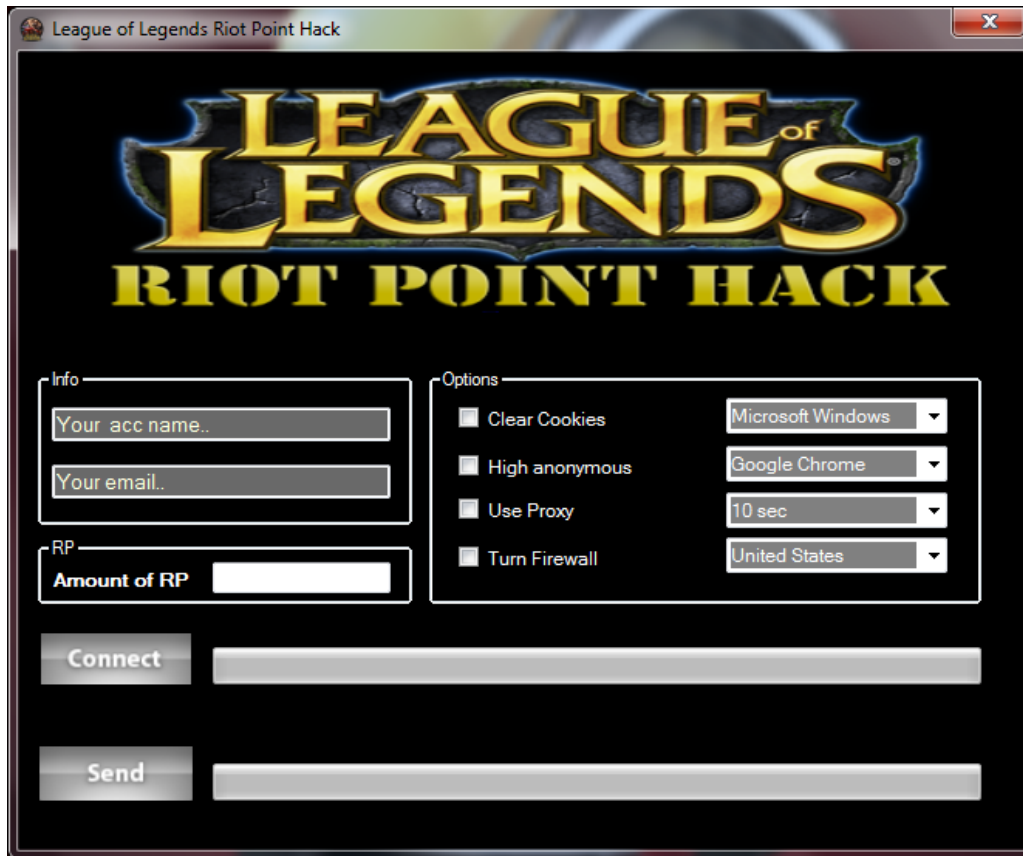 League of Legends Riot Point Hack
x
LEAGUE of
LEGENDS®
RIOT POINT HACK
Info
Your acc name..
Your email..
RP
Amount of RP
Options
Clear Cookies
Microsoft Windows
High anonymous
Google Chrome
Use Proxy
10 sec
Turn Firewall
United States
Connect
Send